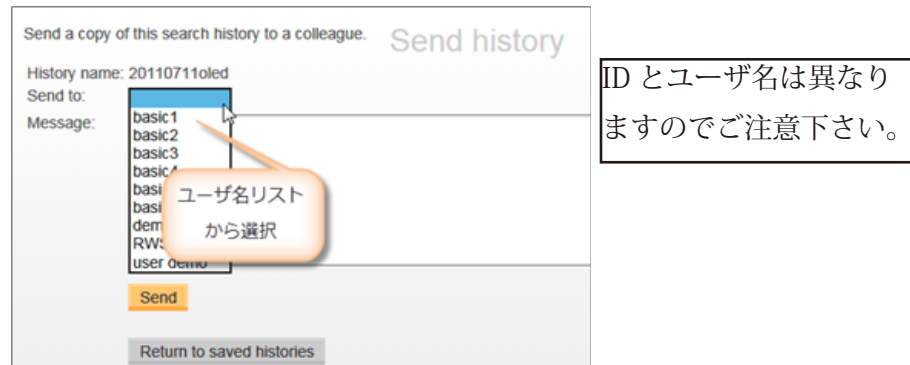 Send a copy of this search history to a colleague.
Send history
History name: 20110711oled
Send to:
Message:
basic1
basic2
basic3
ユーザ名リスト
から選択
user demo
Send
Return to saved histories
ID とユーザ名は異なり
ますのでご注意下さい。